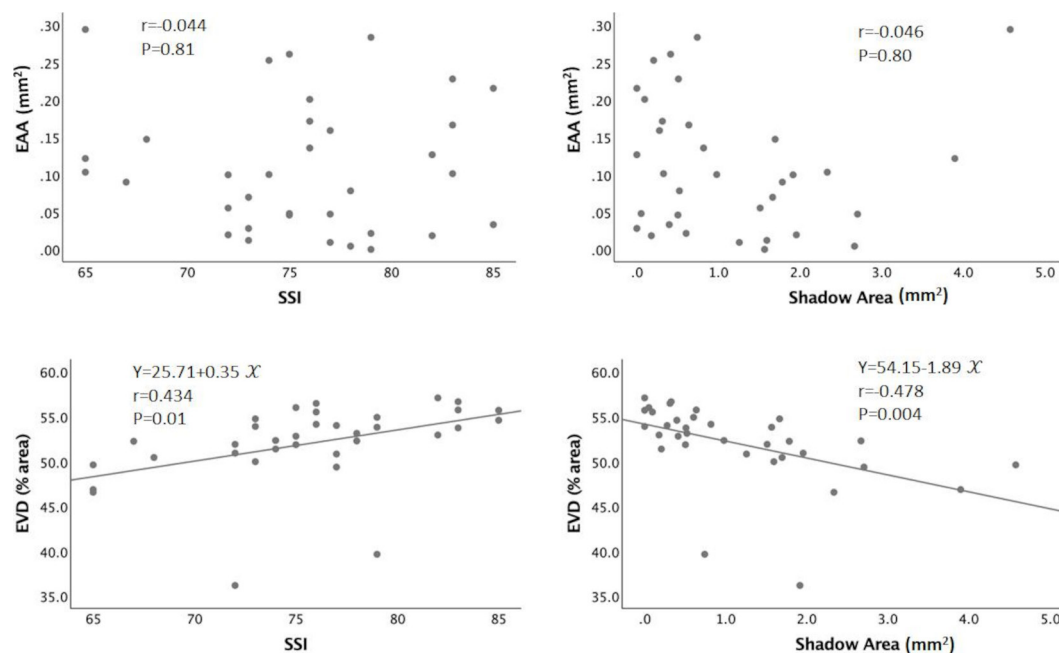 r=-0.044
P=0.81
.30
.25
.20
.15
.10
.05
.00
EAA (mm²)
65 70 75 80 85
SSI
r=-0.046
P=0.80
.30
.25
.20
.15
.10
.05
.00
EAA (mm²)
.0 1.0 2.0 3.0 4.0 5.0
Shadow Area (mm²)
Y=25.71+0.35 𝒳
r=0.434
P=0.01
60.0
55.0
50.0
45.0
40.0
35.0
EVD (% area)
65 70 75 80 85
SSI
Y=54.15-1.89 𝒳
r=-0.478
P=0.004
60.0
55.0
50.0
45.0
40.0
35.0
EVD (% area)
.0 1.0 2.0 3.0 4.0 5.0
Shadow Area (mm²)